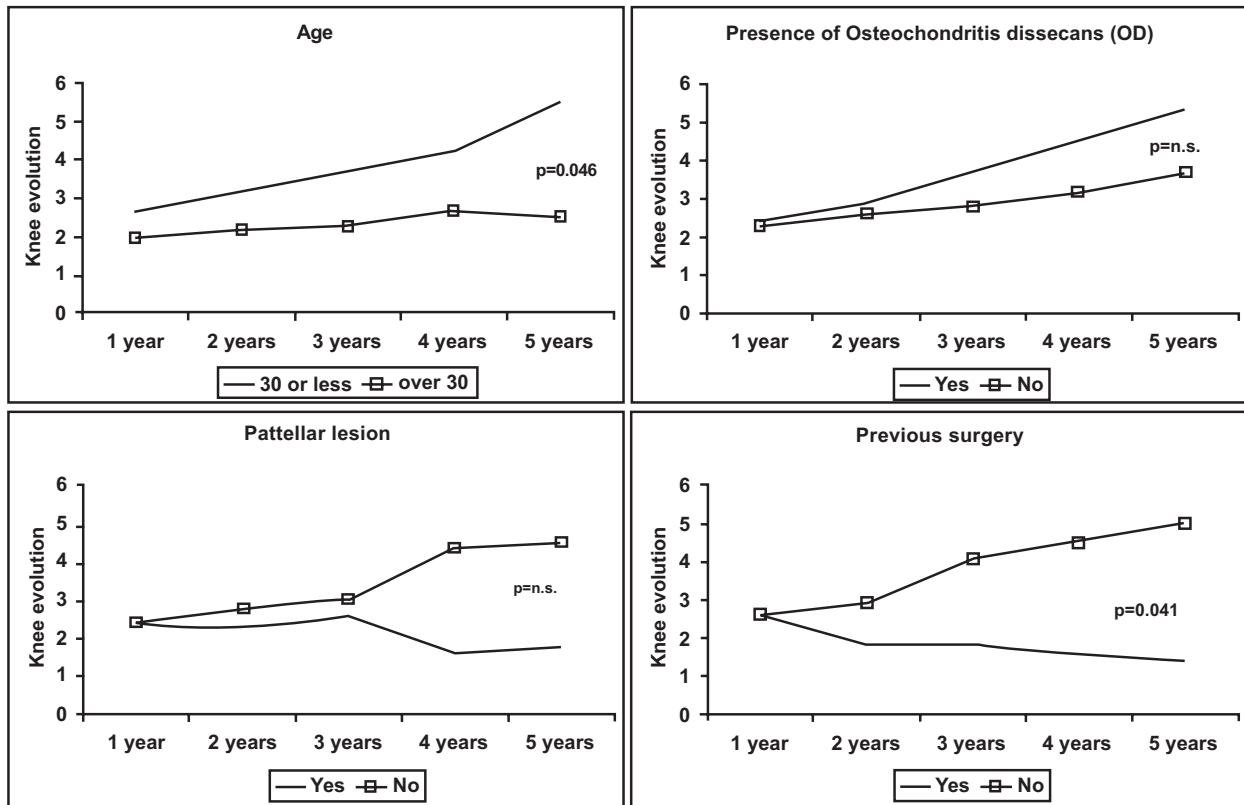 Age
Knee evolution
6
5
4
3
2
1
0
p=0.046
1 year 2 years 3 years 4 years 5 years
30 or less over 30
Presence of Osteochondritis dissecans (OD)
Knee evolution
6
5
4
3
2
1
0
p=n.s.
1 year 2 years 3 years 4 years 5 years
Yes No
Pattellar lesion
Knee evolution
6
5
4
3
2
1
0
p=n.s.
1 year 2 years 3 years 4 years 5 years
Yes No
Previous surgery
Knee evolution
6
5
4
3
2
1
0
p=0.041
1 year 2 years 3 years 4 years 5 years
Yes No